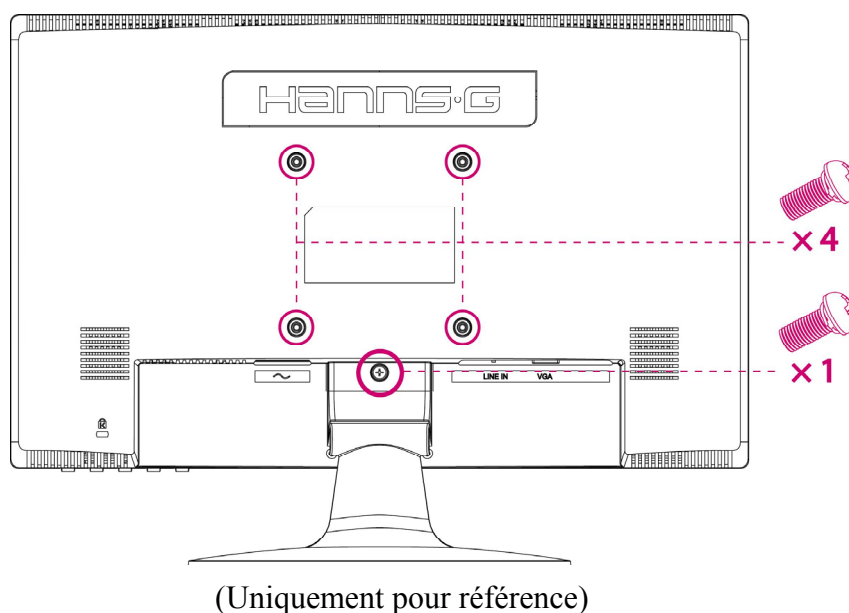 HANNS·G
×4
×1
LINE IN VGA
(Uniquement pour référence)